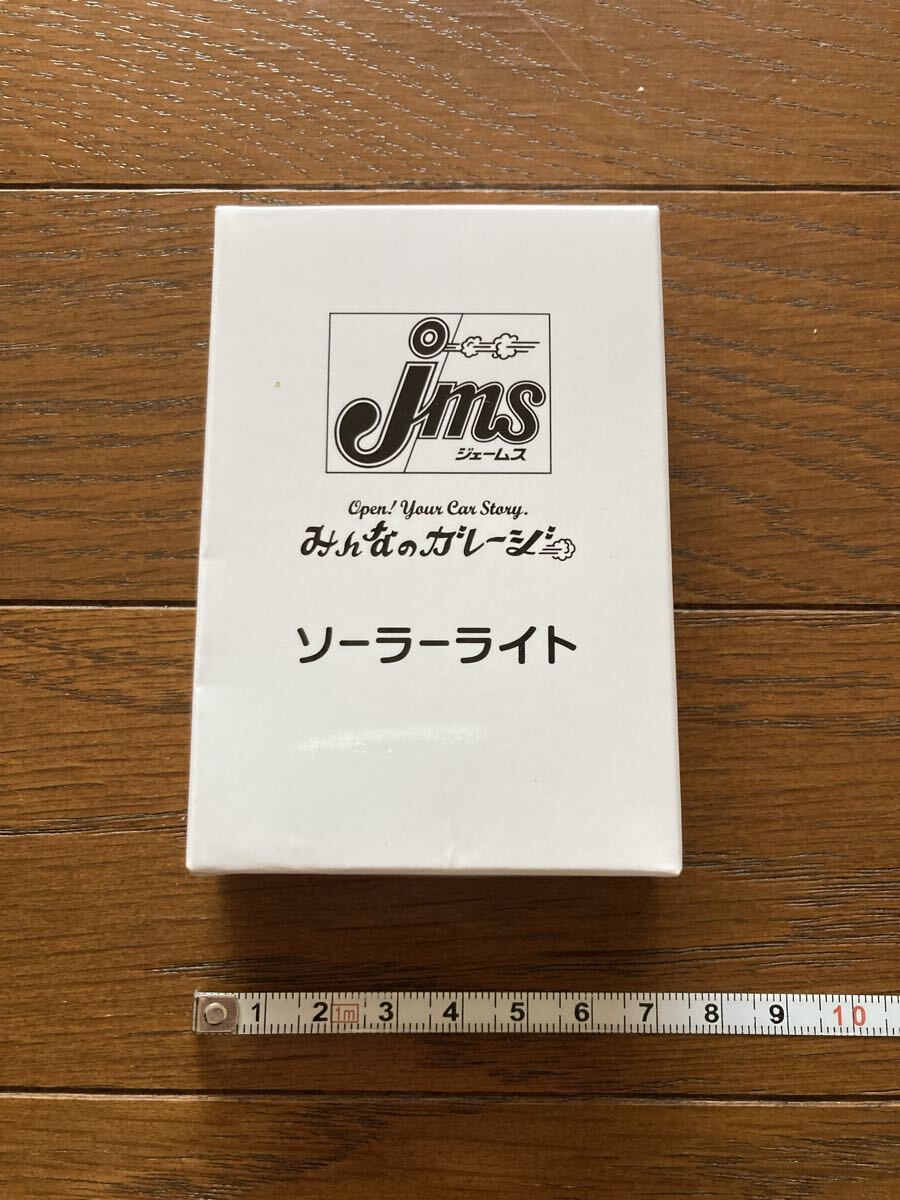 jms
ジェームス
Open! Your Car Story.
みんなのガレージ
ソーラーライト
1 2 1m 3 4 5 6 7 8 9 10